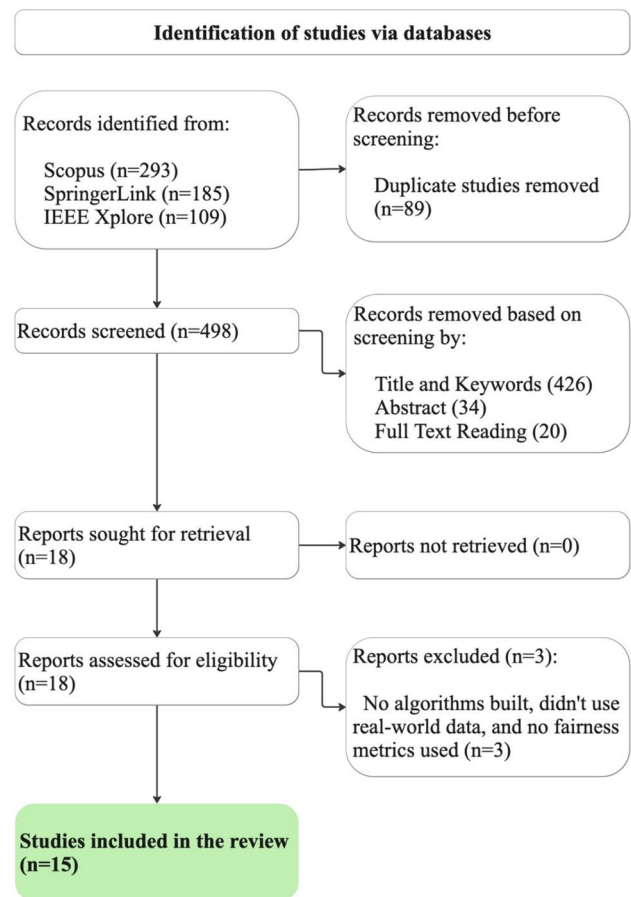 Identification of studies via databases
Records identified from:
Scopus (n=293)
SpringerLink (n=185)
IEEE Xplore (n=109)
Records removed before
screening:
Duplicate studies removed
(n=89)
Records screened (n=498)
Records removed based on
screening by:
Title and Keywords (426)
Abstract (34)
Full Text Reading (20)
Reports sought for retrieval
(n=18)
Reports not retrieved (n=0)
Reports assessed for eligibility
(n=18)
Reports excluded (n=3):
No algorithms built, didn't use
real-world data, and no fairness
metrics used (n=3)
Studies included in the review
(n=15)